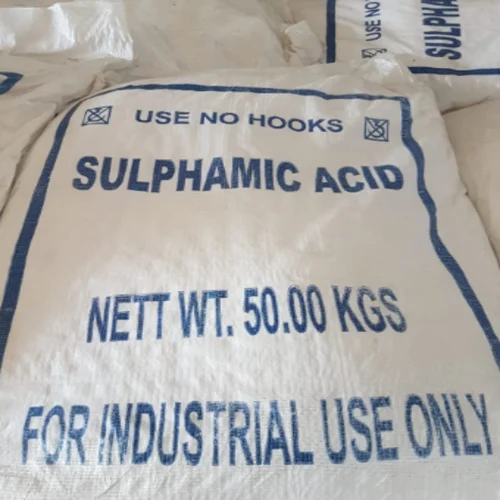 USE NO HOOKS
SULPHAMIC ACID
NETT WT. 50.00 KGS
FOR INDUSTRIAL USE ONLY
USE NO
SULPHA